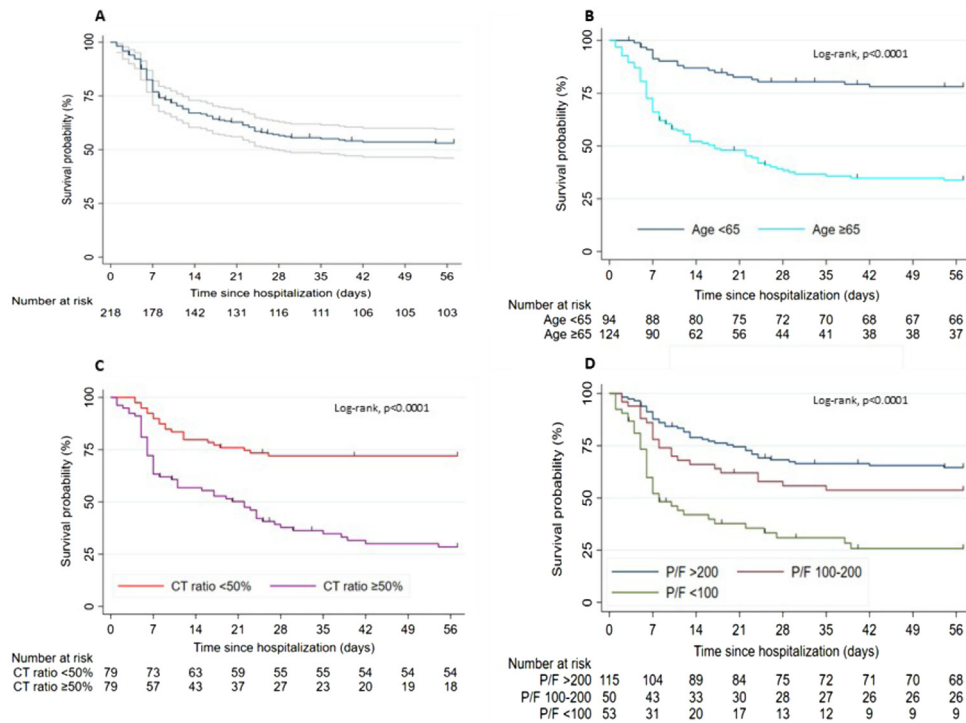 A
Survival probability (%)
100
75
50
25
0
0 7 14 21 28 35 42 49 56
Time since hospitalization (days)
Number at risk
218 178 142 131 116 111 106 105 103
B
Log-rank, p<0.0001
Survival probability (%)
100
75
50
25
0
Age <65 Age ≥65
0 7 14 21 28 35 42 49 56
Time since hospitalization (days)
Number at risk
Age <65 94 88 80 75 72 70 68 67 66
Age ≥65 124 90 62 56 44 41 38 38 37
C
Log-rank, p<0.0001
Survival probability (%)
100
75
50
25
0
CT ratio <50% CT ratio ≥50%
0 7 14 21 28 35 42 49 56
Time since hospitalization (days)
Number at risk
CT ratio <50% 79 73 63 59 55 55 54 54 54
CT ratio ≥50% 79 57 43 37 27 23 20 19 18
D
Log-rank, p<0.0001
Survival probability (%)
100
75
50
25
0
P/F >200 P/F 100-200
P/F <100
0 7 14 21 28 35 42 49 56
Time since hospitalization (days)
Number at risk
P/F >200 115 104 89 84 75 72 71 70 68
P/F 100-200 50 43 33 30 28 27 26 26 26
P/F <100 53 31 20 17 13 12 9 9 9